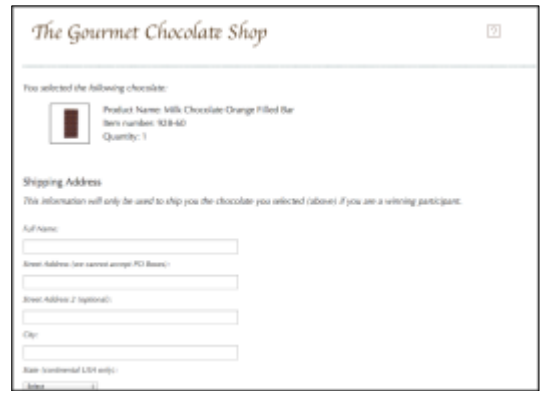 The Gourmet Chocolate Shop
?
You selected the following chocolate:
Product Name: Milk Chocolate Orange Filled Bar
Item number: 928-60
Quantity: 1
Shipping Address
This information will only be used to ship you the chocolate you selected (above) if you are a winning participant.
Full Name:
Street Address (we cannot accept PO Boxes):
Street Address 2 (optional):
City:
State (continental USA only):
Select